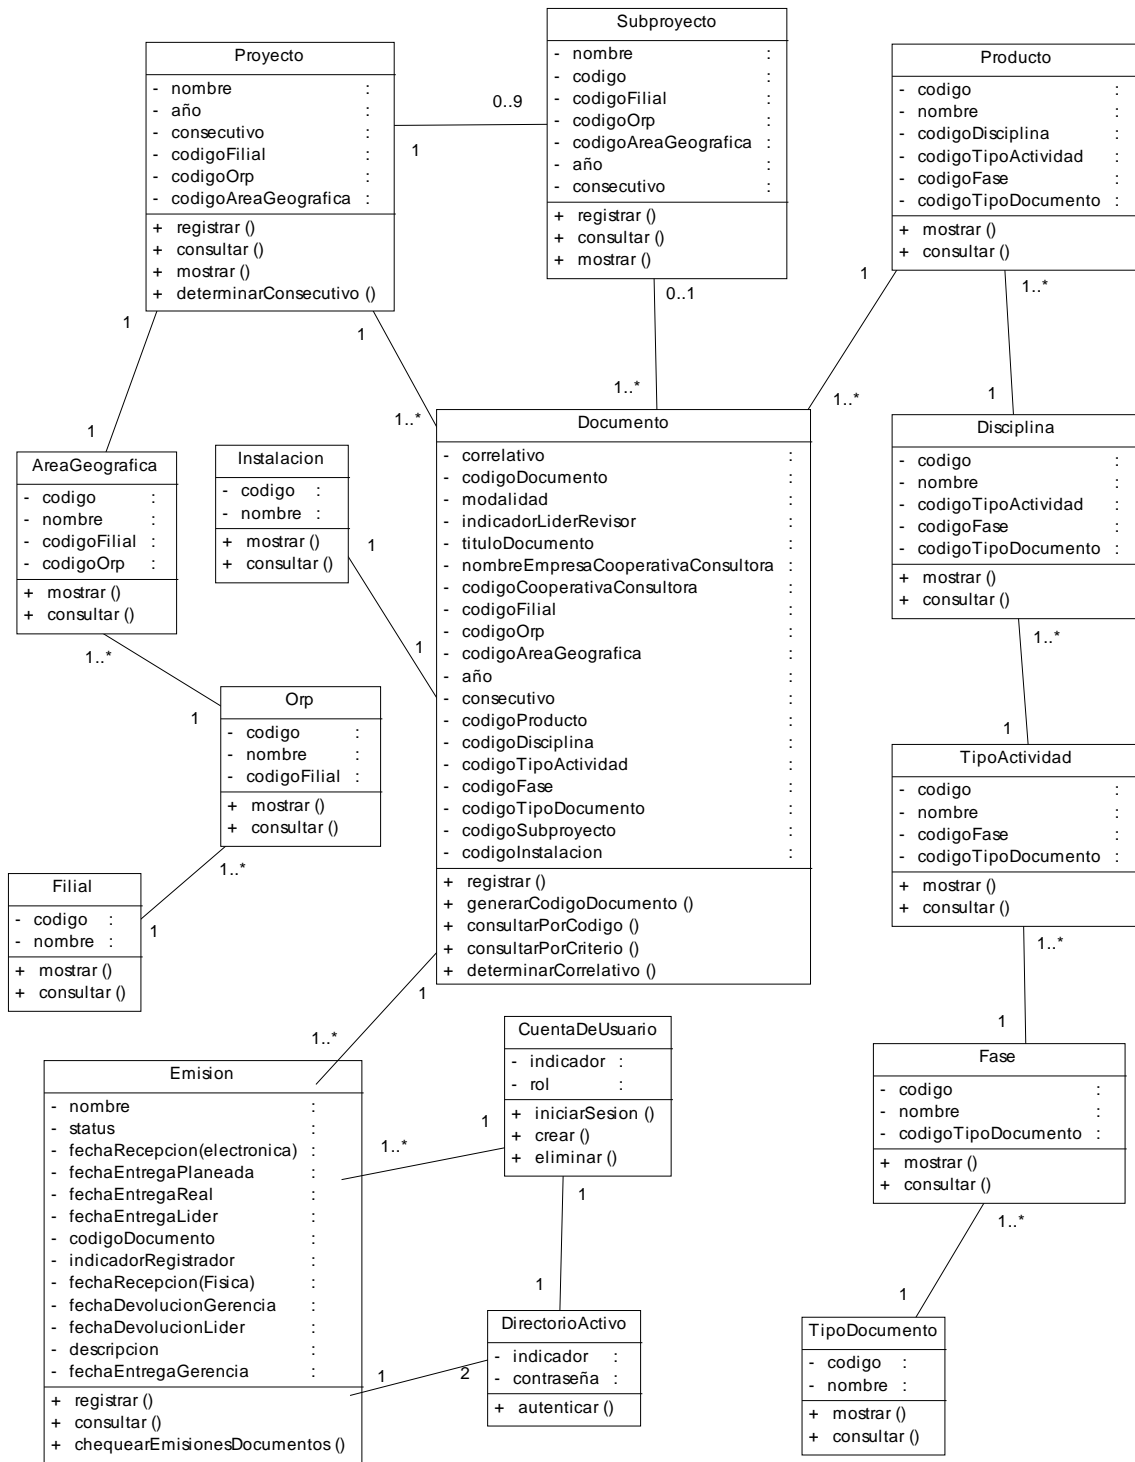 Proyecto
- nombre :
- año :
- consecutivo :
- codigoFilial :
- codigoOrp :
- codigoAreaGeografica :
+ registrar ()
+ consultar ()
+ mostrar ()
+ determinarConsecutivo ()
0..9
1
Subproyecto
- nombre :
- codigo :
- codigoFilial :
- codigoOrp :
- codigoAreaGeografica :
- año :
- consecutivo :
+ registrar ()
+ consultar ()
+ mostrar ()
Producto
- codigo :
- nombre :
- codigoDisciplina :
- codigoTipoActividad :
- codigoFase :
- codigoTipoDocumento :
+ mostrar ()
+ consultar ()
1
1
0..1
1
1..*
1
1..*
1..*
1..*
1
AreaGeografica
- codigo :
- nombre :
- codigoFilial :
- codigoOrp :
+ mostrar ()
+ consultar ()
Instalacion
- codigo :
- nombre :
+ mostrar ()
+ consultar ()
1
1
Documento
- correlativo :
- codigoDocumento :
- modalidad :
- indicadorLiderRevisor :
- tituloDocumento :
- nombreEmpresaCooperativaConsultora :
- codigoCooperativaConsultora :
- codigoFilial :
- codigoOrp :
- codigoAreaGeografica :
- año :
- consecutivo :
- codigoProducto :
- codigoDisciplina :
- codigoTipoActividad :
- codigoFase :
- codigoTipoDocumento :
- codigoSubproyecto :
- codigoInstalacion :
+ registrar ()
+ generarCodigoDocumento ()
+ consultarPorCodigo ()
+ consultarPorCriterio ()
+ determinarCorrelativo ()
Disciplina
- codigo :
- nombre :
- codigoTipoActividad :
- codigoFase :
- codigoTipoDocumento :
+ mostrar ()
+ consultar ()
1..*
1
1..*
1
Orp
- codigo :
- nombre :
- codigoFilial :
+ mostrar ()
+ consultar ()
TipoActividad
- codigo :
- nombre :
- codigoFase :
- codigoTipoDocumento :
+ mostrar ()
+ consultar ()
1..*
1
Filial
- codigo :
- nombre :
+ mostrar ()
+ consultar ()
1..*
1
1
1..*
Emision
- nombre :
- status :
- fechaRecepcion(electronica) :
- fechaEntregaPlaneada :
- fechaEntregaReal :
- fechaEntregaLider :
- codigoDocumento :
- indicadorRegistrador :
- fechaRecepcion(Fisica) :
- fechaDevolucionGerencia :
- fechaDevolucionLider :
- descripcion :
- fechaEntregaGerencia :
+ registrar ()
+ consultar ()
+ chequearEmisionesDocumentos ()
CuentaDeUsuario
- indicador :
- rol :
+ iniciarSesion ()
+ crear ()
+ eliminar ()
1
1..*
1
1
Fase
- codigo :
- nombre :
- codigoTipoDocumento :
+ mostrar ()
+ consultar ()
1..*
1
DirectorioActivo
- indicador :
- contraseña :
+ autenticar ()
1
2
TipoDocumento
- codigo :
- nombre :
+ mostrar ()
+ consultar ()